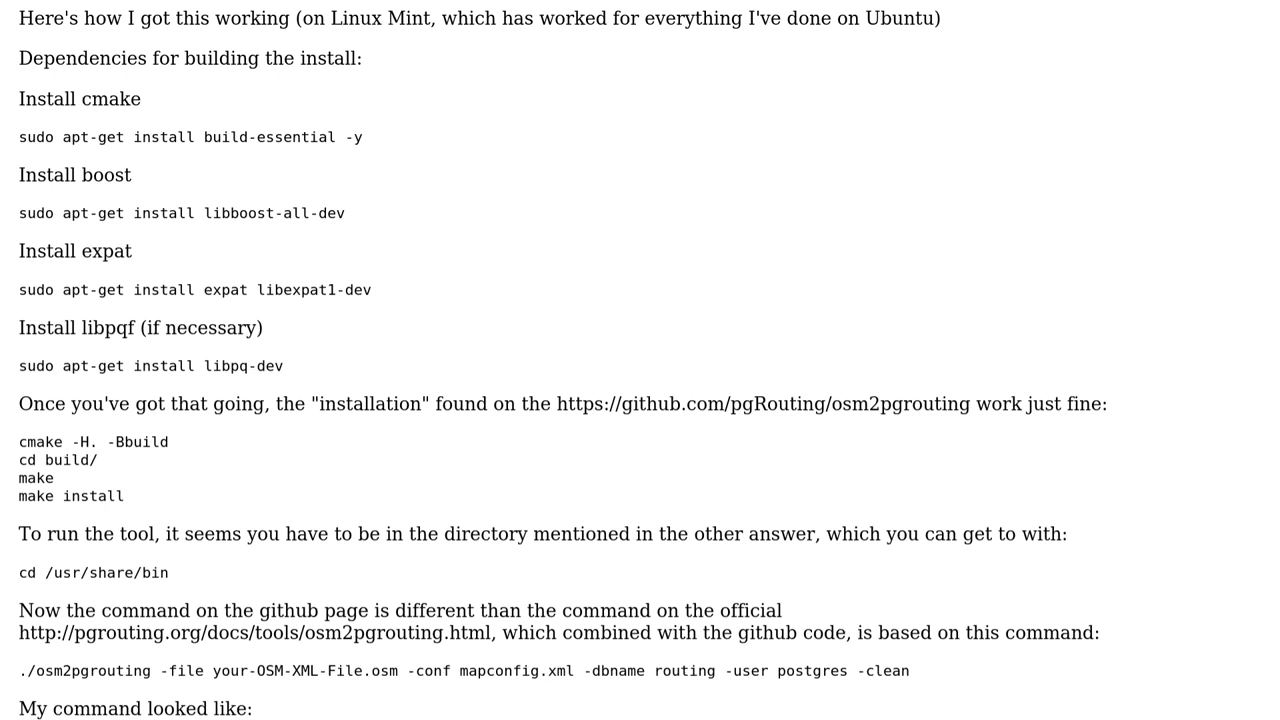 Here's how I got this working (on Linux Mint, which has worked for everything I've done on Ubuntu)
Dependencies for building the install:
Install cmake
sudo apt-get install build-essential -y
Install boost
sudo apt-get install libboost-all-dev
Install expat
sudo apt-get install expat libexpat1-dev
Install libpqf (if necessary)
sudo apt-get install libpq-dev
Once you've got that going, the "installation" found on the https://github.com/pgRouting/osm2pgrouting work just fine:
cmake -H. -Bbuild
cd build/
make
make install
To run the tool, it seems you have to be in the directory mentioned in the other answer, which you can get to with:
cd /usr/share/bin
Now the command on the github page is different than the command on the official
http://pgrouting.org/docs/tools/osm2pgrouting.html, which combined with the github code, is based on this command:
./osm2pgrouting -file your-OSM-XML-File.osm -conf mapconfig.xml -dbname routing -user postgres -clean
My command looked like: